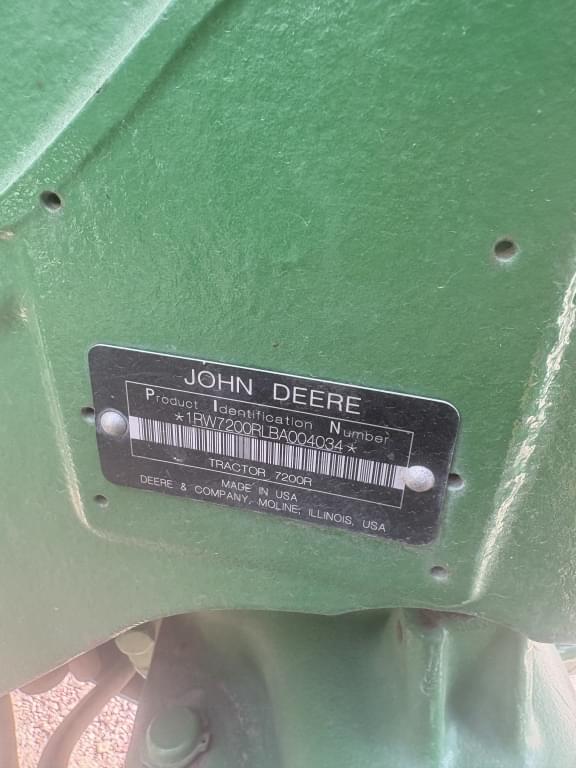 JOHN DEERE
Product Identification Number
*1RW7200RLBA004034*
TRACTOR 7200R
MADE IN USA
DEERE & COMPANY, MOLINE, ILLINOIS, USA